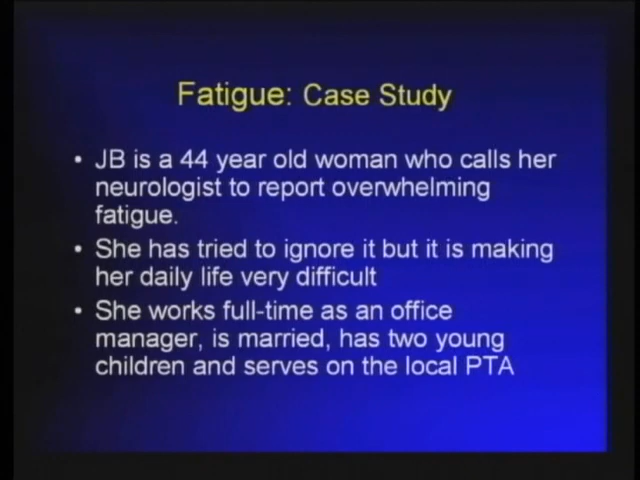 Fatigue: Case Study
• JB is a 44 year old woman who calls her
neurologist to report overwhelming
fatigue.
• She has tried to ignore it but it is making
her daily life very difficult
• She works full-time as an office
manager, is married, has two young
children and serves on the local PTA